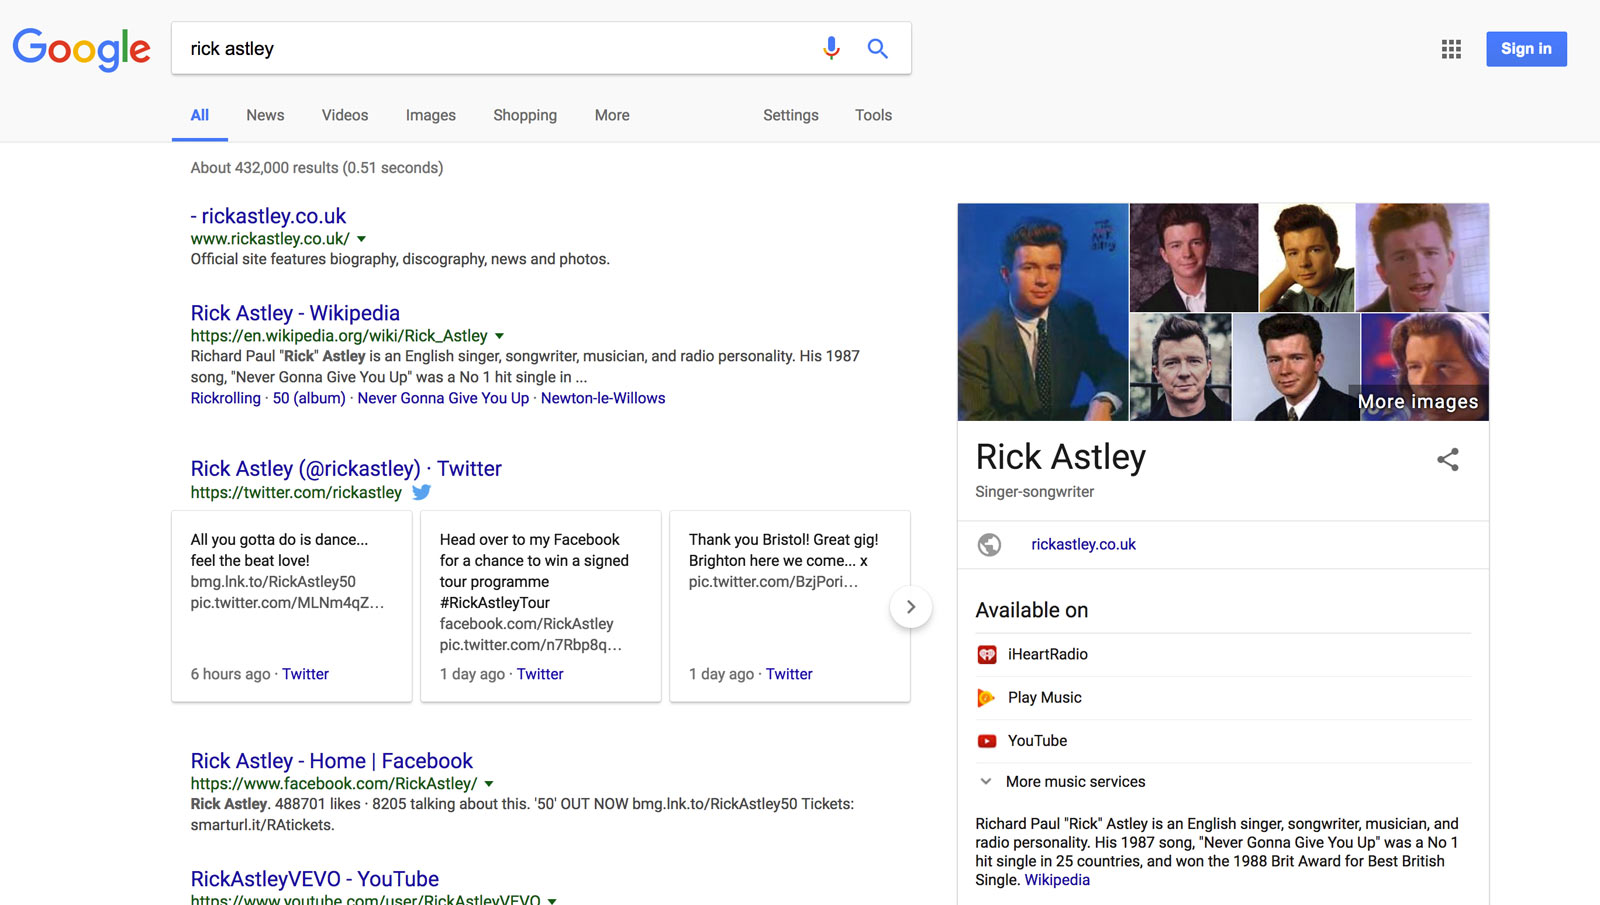 Google
rick astley
Sign in
All News Videos Images Shopping More Settings Tools
About 432,000 results (0.51 seconds)
- rickastley.co.uk
www.rickastley.co.uk/
Official site features biography, discography, news and photos.
Rick Astley - Wikipedia
https://en.wikipedia.org/wiki/Rick_Astley
Richard Paul "Rick" Astley is an English singer, songwriter, musician, and radio personality. His 1987
song, "Never Gonna Give You Up" was a No 1 hit single in ...
Rickrolling · 50 (album) · Never Gonna Give You Up · Newton-le-Willows
Rick Astley (@rickastley) · Twitter
https://twitter.com/rickastley
All you gotta do is dance...
feel the beat love!
bmg.lnk.to/RickAstley50
pic.twitter.com/MLNm4qZ...
6 hours ago · Twitter
Head over to my Facebook
for a chance to win a signed
tour programme
#RickAstleyTour
facebook.com/RickAstley
pic.twitter.com/n7Rbp8q...
1 day ago · Twitter
Thank you Bristol! Great gig!
Brighton here we come... x
pic.twitter.com/BzjPori...
1 day ago · Twitter
Rick Astley - Home | Facebook
https://www.facebook.com/RickAstley/
Rick Astley. 488701 likes · 8205 talking about this. '50' OUT NOW bmg.lnk.to/RickAstley50 Tickets:
smarturl.it/RAtickets.
RickAstleyVEVO - YouTube
https://www.youtube.com/user/RickAstleyVEVO
More images
Rick Astley
Singer-songwriter
rickastley.co.uk
Available on
iHeartRadio
Play Music
YouTube
More music services
Richard Paul "Rick" Astley is an English singer, songwriter, musician, and
radio personality. His 1987 song, "Never Gonna Give You Up" was a No 1
hit single in 25 countries, and won the 1988 Brit Award for Best British
Single. Wikipedia